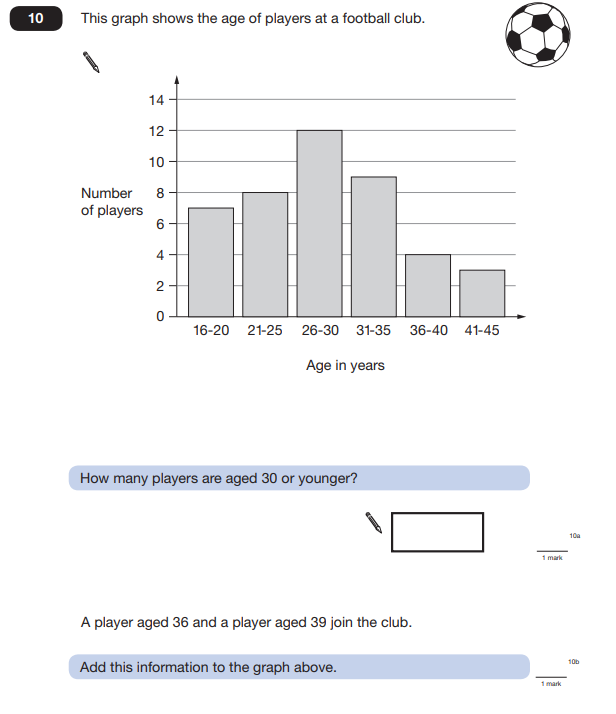 10
This graph shows the age of players at a football club.
14
12
10
8
6
4
2
0
Number
of players
16-20 21-25 26-30 31-35 36-40 41-45
Age in years
How many players are aged 30 or younger?
10a
1 mark
A player aged 36 and a player aged 39 join the club.
Add this information to the graph above.
10b
1 mark